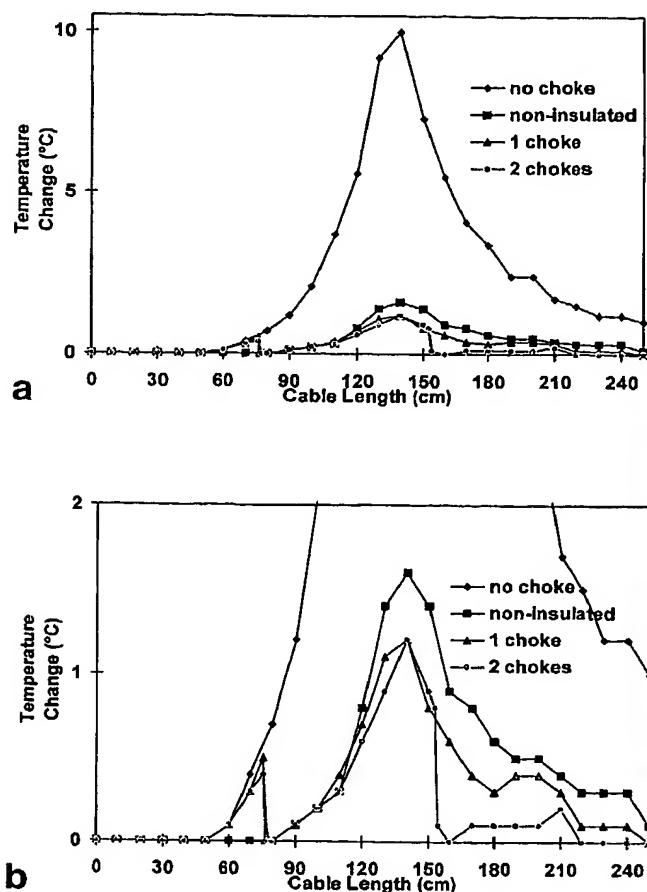 10
5
0
Temperature
Change (°C)
no choke
non-insulated
1 choke
2 chokes
0 30 60 90 120 150 180 210 240
Cable Length (cm)
a
2
1
0
Temperature
Change (°C)
no choke
non-insulated
1 choke
2 chokes
0 30 60 90 120 150 180 210 240
Cable Length (cm)
b